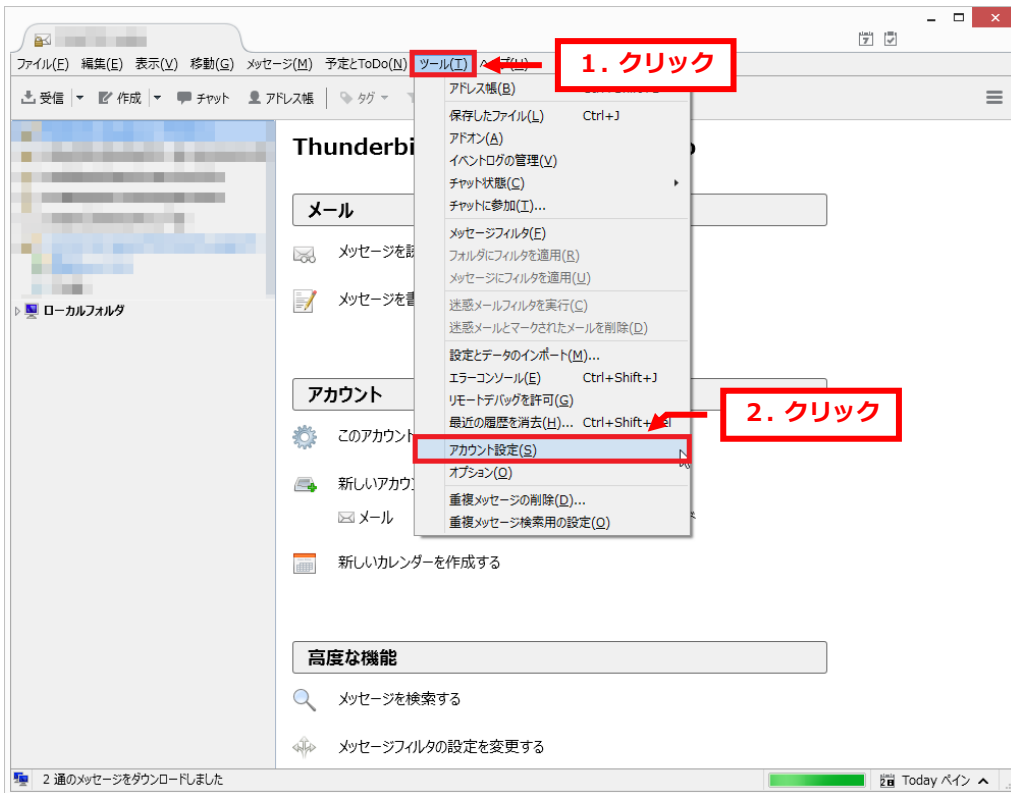 ファイル(F) 編集(E) 表示(V) 移動(G) メッセージ(M) 予定とToDo(N) ツール(T)
1. クリック
受信 作成 チャット アドレス帳 タグ
アドレス帳(B)
保存したファイル(L) Ctrl+J
アドオン(A)
イベントログの管理(V)
チャット状態(C)
チャットに参加(T)...
メッセージフィルタ(F)
フォルダにフィルタを適用(R)
メッセージにフィルタを適用(U)
迷惑メールフィルタを実行(C)
迷惑メールとマークされたメールを削除(D)
設定とデータのインポート(M)...
エラーコンソール(E) Ctrl+Shift+J
リモートデバッグを許可(G)
最近の履歴を消去(H)... Ctrl+Shift+
2. クリック
アカウント設定(S)
オプション(O)
重複メッセージの削除(D)...
重複メッセージ検索用の設定(O)
ローカルフォルダ
Thunderbi
メール
メッセージを
メッセージを
アカウント
このアカウント
新しいアカウ
メール
新しいカレンダーを作成する
高度な機能
メッセージを検索する
メッセージフィルタの設定を変更する
2 通のメッセージをダウンロードしました
Today ペイン